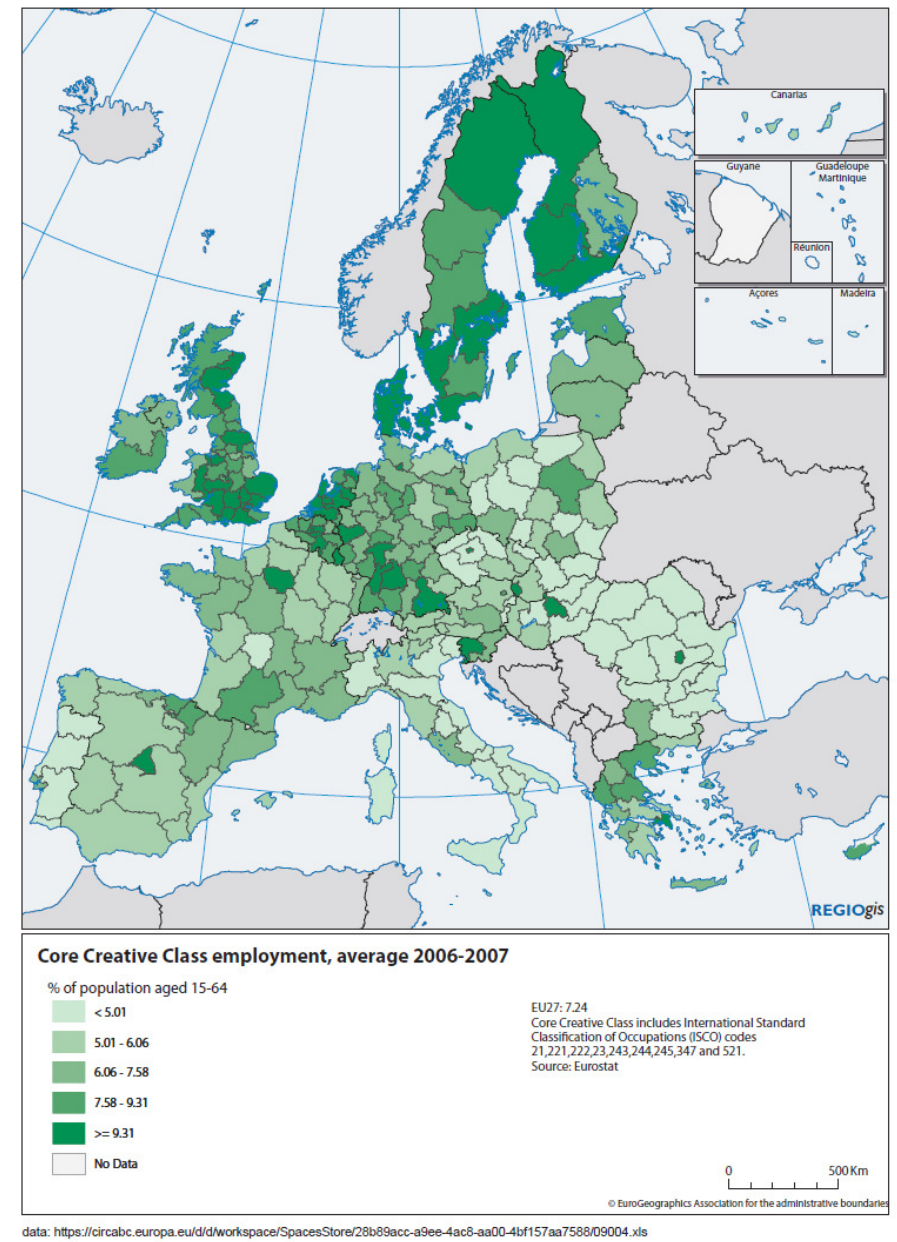 Canarias
Guyane
Guadeloupe
Martinique
Réunion
Açores
Madeira
REGIOgis
Core Creative Class employment, average 2006-2007
% of population aged 15-64
< 5.01
5.01 - 6.06
6.06 - 7.58
7.58 - 9.31
>= 9.31
No Data
EU27: 7.24
Core Creative Class includes International Standard
Classification of Occupations (ISCO) codes
21,221,222,23,243,244,245,347 and 521.
Source: Eurostat
0 500 Km
© EuroGeographics Association for the administrative boundaries
data: https://circabc.europa.eu/d/d/workspace/SpacesStore/28b89acc-a9ee-4ac8-aa00-4bf157aa7588/09004.xls